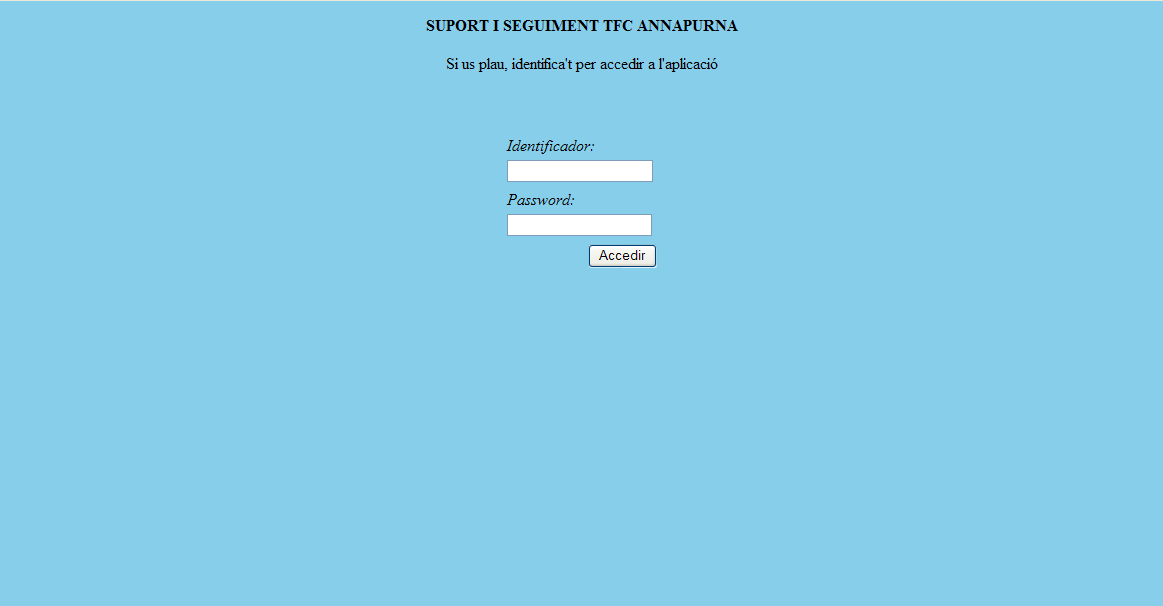 SUPORT I SEGUIMENT TFC ANNAPURNA
Si us plau, identifica't per accedir a l'aplicació
Identificador:
Password:
Accedir